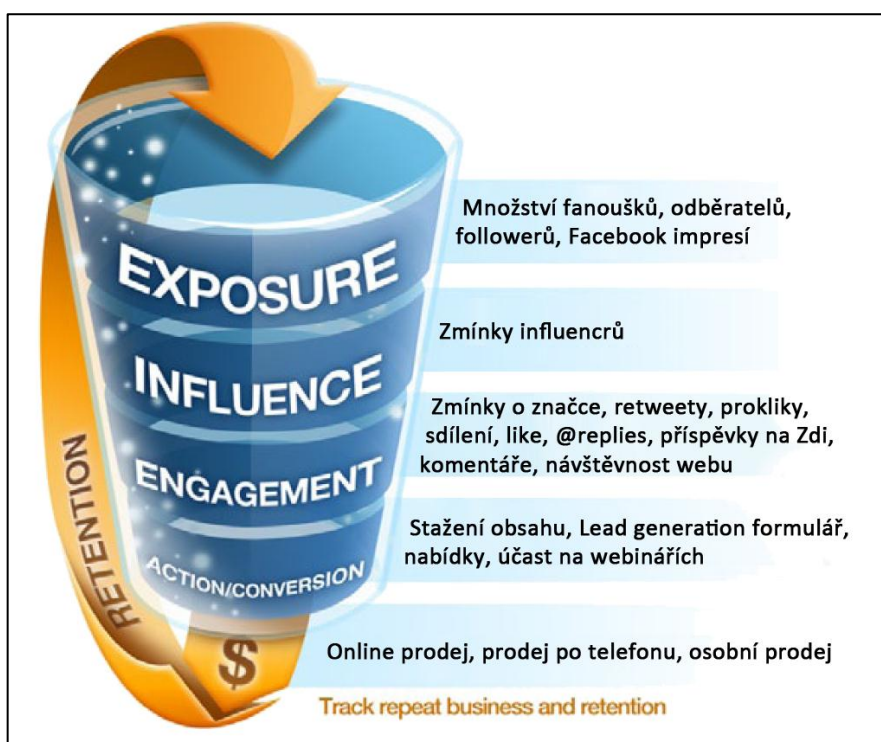 Množství fanoušků, odběratelů,
followerů, Facebook impresí
EXPOSURE
Zmínky influencrů
INFLUENCE
Zmínky o značce, retweety, prokliky,
sdílení, like, @replies, příspěvky na Zdi,
komentáře, návštěvnost webu
ENGAGEMENT
Stažení obsahu, Lead generation formulář,
nabídky, účast na webinářích
ACTION/CONVERSION
RETENTION
$
Online prodej, prodej po telefonu, osobní prodej
Track repeat business and retention